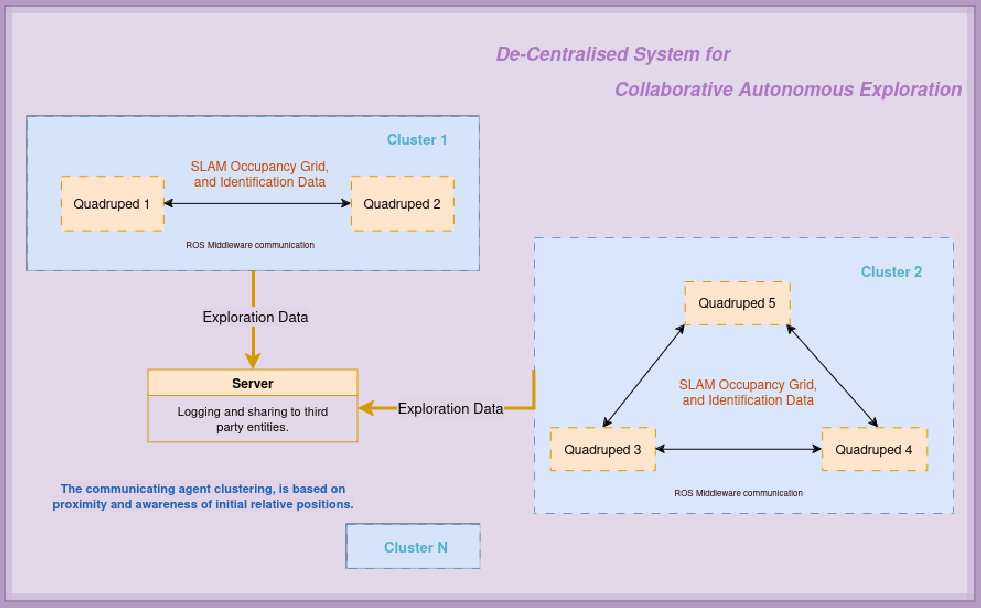 De-Centralised System for
Collaborative Autonomous Exploration
Cluster 1
SLAM Occupancy Grid,
and Identification Data
Quadruped 1
Quadruped 2
ROS Middleware communication
Exploration Data
Server
Logging and sharing to third
party entities.
Exploration Data
Cluster 2
Quadruped 5
SLAM Occupancy Grid,
and Identification Data
Quadruped 3
Quadruped 4
ROS Middleware communication
The communicating agent clustering, is based on
proximity and awareness of initial relative positions.
Cluster N